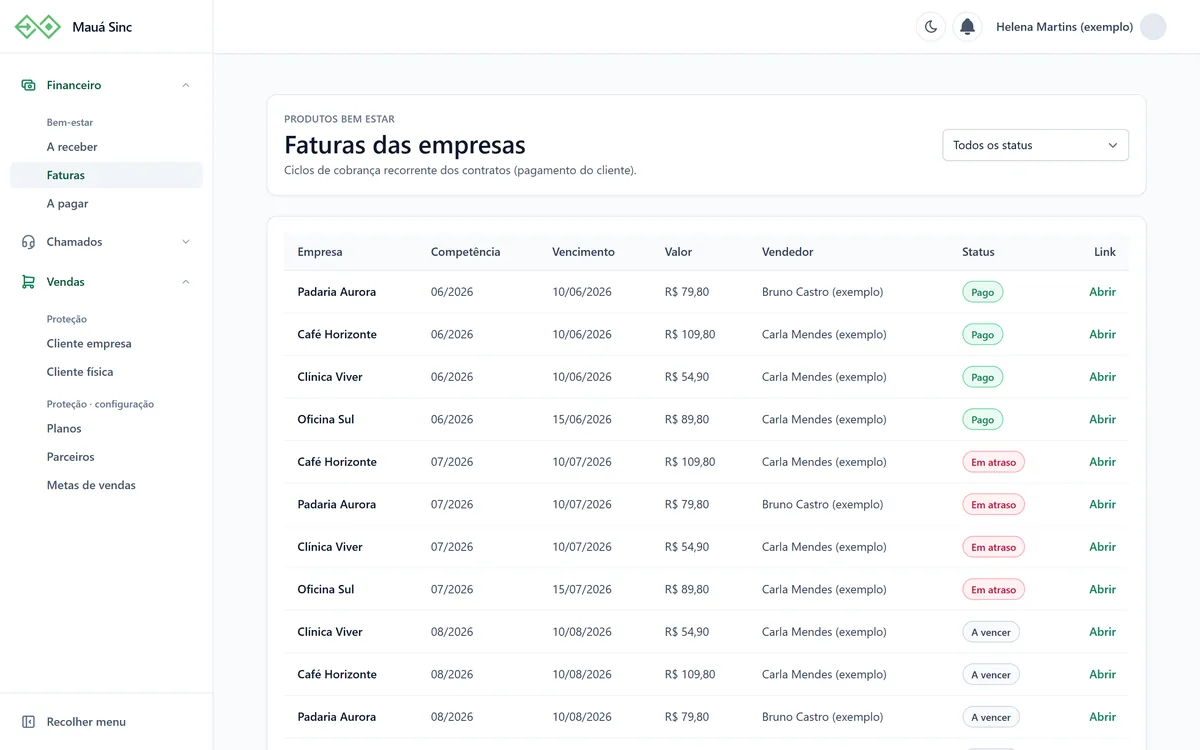 Mauá Sinc
Helena Martins (exemplo)
Financeiro
Bem-estar
A receber
Faturas
A pagar
Chamados
Vendas
Proteção
Cliente empresa
Cliente física
Proteção · configuração
Planos
Parceiros
Metas de vendas
Recolher menu
PRODUTOS BEM ESTAR
Faturas das empresas
Ciclos de cobrança recorrente dos contratos (pagamento do cliente).
Todos os status
Empresa Competência Vencimento Valor Vendedor Status Link
Padaria Aurora 06/2026 10/06/2026 R$ 79,80 Bruno Castro (exemplo) Pago Abrir
Café Horizonte 06/2026 10/06/2026 R$ 109,80 Carla Mendes (exemplo) Pago Abrir
Clínica Viver 06/2026 10/06/2026 R$ 54,90 Carla Mendes (exemplo) Pago Abrir
Oficina Sul 06/2026 15/06/2026 R$ 89,80 Carla Mendes (exemplo) Pago Abrir
Café Horizonte 07/2026 10/07/2026 R$ 109,80 Carla Mendes (exemplo) Em atraso Abrir
Padaria Aurora 07/2026 10/07/2026 R$ 79,80 Bruno Castro (exemplo) Em atraso Abrir
Clínica Viver 07/2026 10/07/2026 R$ 54,90 Carla Mendes (exemplo) Em atraso Abrir
Oficina Sul 07/2026 15/07/2026 R$ 89,80 Carla Mendes (exemplo) Em atraso Abrir
Clínica Viver 08/2026 10/08/2026 R$ 54,90 Carla Mendes (exemplo) A vencer Abrir
Café Horizonte 08/2026 10/08/2026 R$ 109,80 Carla Mendes (exemplo) A vencer Abrir
Padaria Aurora 08/2026 10/08/2026 R$ 79,80 Bruno Castro (exemplo) A vencer Abrir